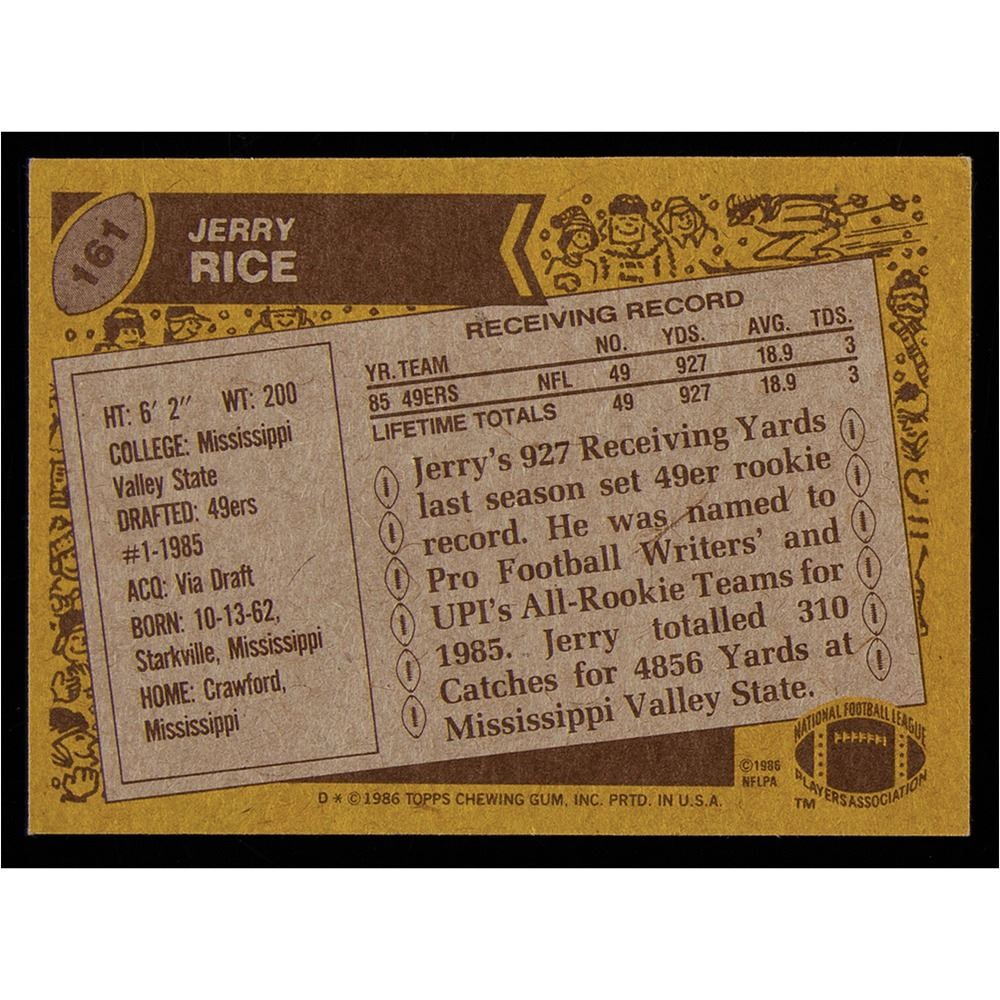 161
JERRY
RICE
RECEIVING RECORD
YR. TEAM NO. YDS. AVG. TDS.
85 49ERS NFL 49 927 18.9 3
LIFETIME TOTALS 49 927 18.9 3
HT: 6′ 2″ WT: 200
COLLEGE: Mississippi
Valley State
DRAFTED: 49ers
#1-1985
ACQ: Via Draft
BORN: 10-13-62,
Starkville, Mississippi
HOME: Crawford,
Mississippi
Jerry's 927 Receiving Yards
last season set 49er rookie
record. He was named to
Pro Football Writers' and
UPI's All-Rookie Teams for
1985. Jerry totalled 310
Catches for 4856 Yards at
Mississippi Valley State.
©1986
NFLPA
NATIONAL FOOTBALL LEAGUE
PLAYERS ASSOCIATION
TM
D * © 1986 TOPPS CHEWING GUM, INC. PRTD. IN U.S.A.